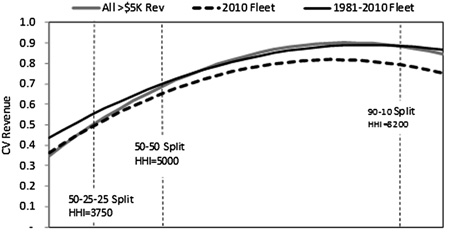 All >$5K Rev 2010 Fleet 1981-2010 Fleet
1.0
0.9
0.8
0.7
0.6
0.5
0.4
0.3
0.2
0.1
-
CV Revenue
50-25-25 Split
HHI=3750
50-50 Split
HHI=5000
90-10 Split
HHI=8200